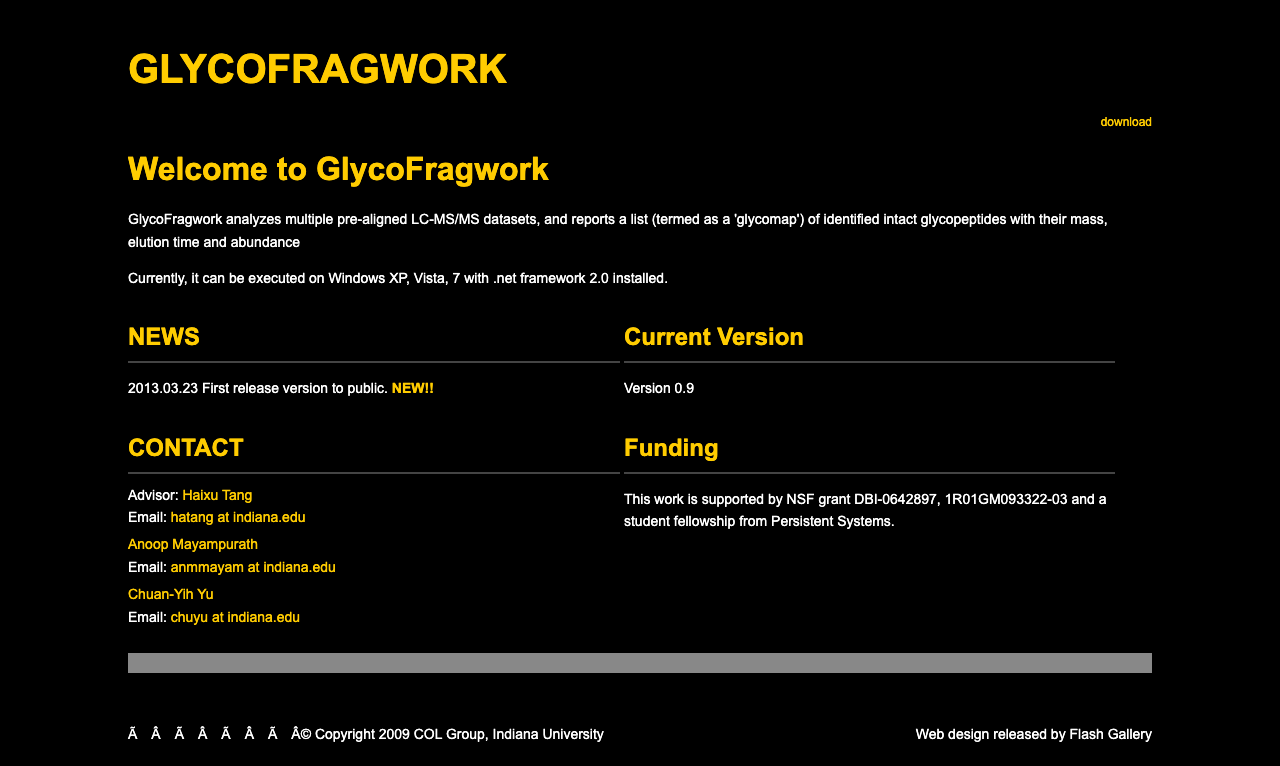 GLYCOFRAGWORK
download
Welcome to GlycoFragwork
GlycoFragwork analyzes multiple pre-aligned LC-MS/MS datasets, and reports a list (termed as a 'glycomap') of identified intact glycopeptides with their mass,
elution time and abundance
Currently, it can be executed on Windows XP, Vista, 7 with .net framework 2.0 installed.
NEWS
2013.03.23 First release version to public. NEW!!
Current Version
Version 0.9
CONTACT
Advisor: Haixu Tang
Email: hatang at indiana.edu
Anoop Mayampurath
Email: anmmayam at indiana.edu
Chuan-Yih Yu
Email: chuyu at indiana.edu
Funding
This work is supported by NSF grant DBI-0642897, 1R01GM093322-03 and a
student fellowship from Persistent Systems.
Ã Â Ã Â Ã Â Ã Â© Copyright 2009 COL Group, Indiana University
Web design released by Flash Gallery